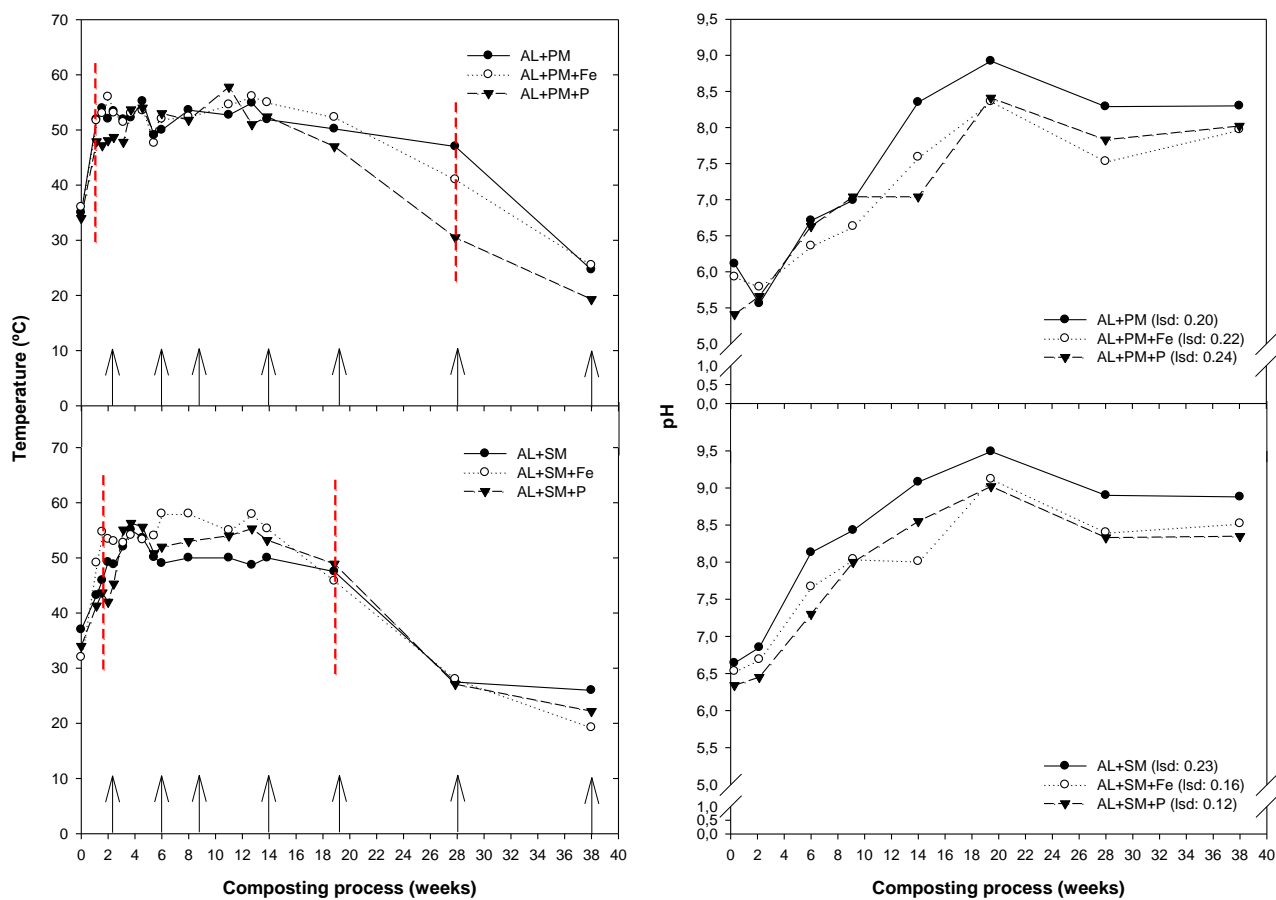 Temperature (ºC)
70
60
50
40
30
20
10
0
AL+PM
AL+PM+Fe
AL+PM+P
70
60
50
40
30
20
10
0
AL+SM
AL+SM+Fe
AL+SM+P
0 2 4 6 8 10 12 14 16 18 20 22 24 26 28 30 32 34 36 38 40
Composting process (weeks)
pH
9,5
9,0
8,5
8,0
7,5
7,0
6,5
6,0
5,5
5,0
1,0
0,5
0,0
AL+PM (lsd: 0.20)
AL+PM+Fe (lsd: 0.22)
AL+PM+P (lsd: 0.24)
9,5
9,0
8,5
8,0
7,5
7,0
6,5
6,0
5,5
5,0
1,0
0,5
0,0
AL+SM (lsd: 0.23)
AL+SM+Fe (lsd: 0.16)
AL+SM+P (lsd: 0.12)
0 2 4 6 8 10 12 14 16 18 20 22 24 26 28 30 32 34 36 38 40
Composting process (weeks)